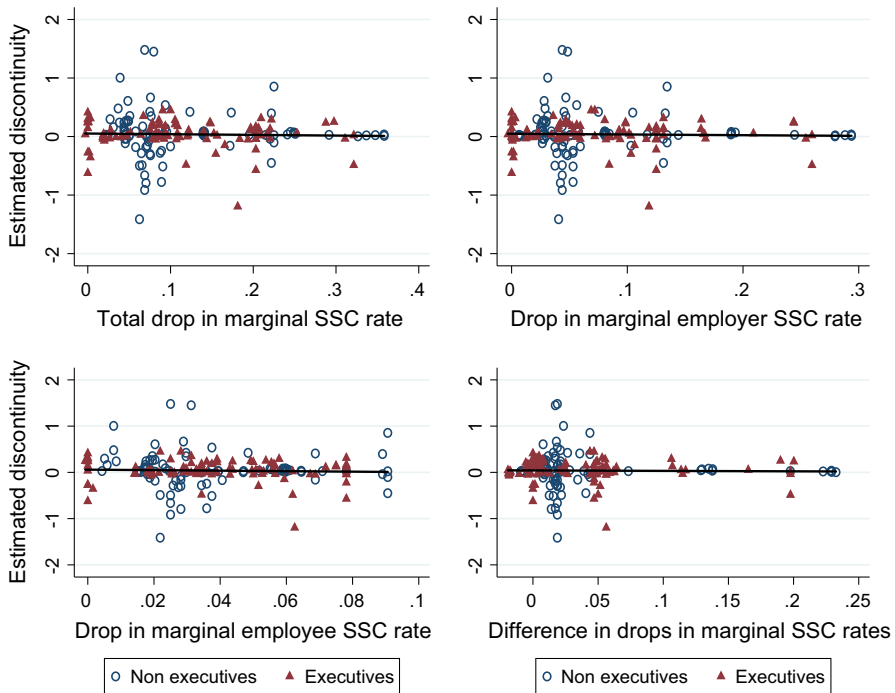 Estimated discontinuity
2
1
0
-1
-2
0 .1 .2 .3 .4
Total drop in marginal SSC rate
2
1
0
-1
-2
0 .1 .2 .3
Drop in marginal employer SSC rate
Estimated discontinuity
2
1
0
-1
-2
0 .02 .04 .06 .08 .1
Drop in marginal employee SSC rate
2
1
0
-1
-2
0 .05 .1 .15 .2 .25
Difference in drops in marginal SSC rates
Non executives Executives
Non executives Executives